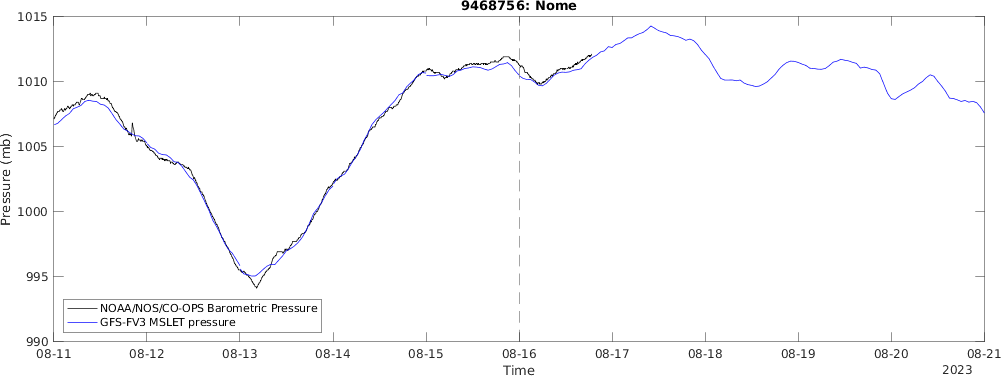 9468756: Nome
1015
1010
1005
1000
995
990
Pressure (mb)
NOAA/NOS/CO-OPS Barometric Pressure
GFS-FV3 MSLET pressure
08-11 08-12 08-13 08-14 08-15 08-16 08-17 08-18 08-19 08-20 08-21
Time
2023